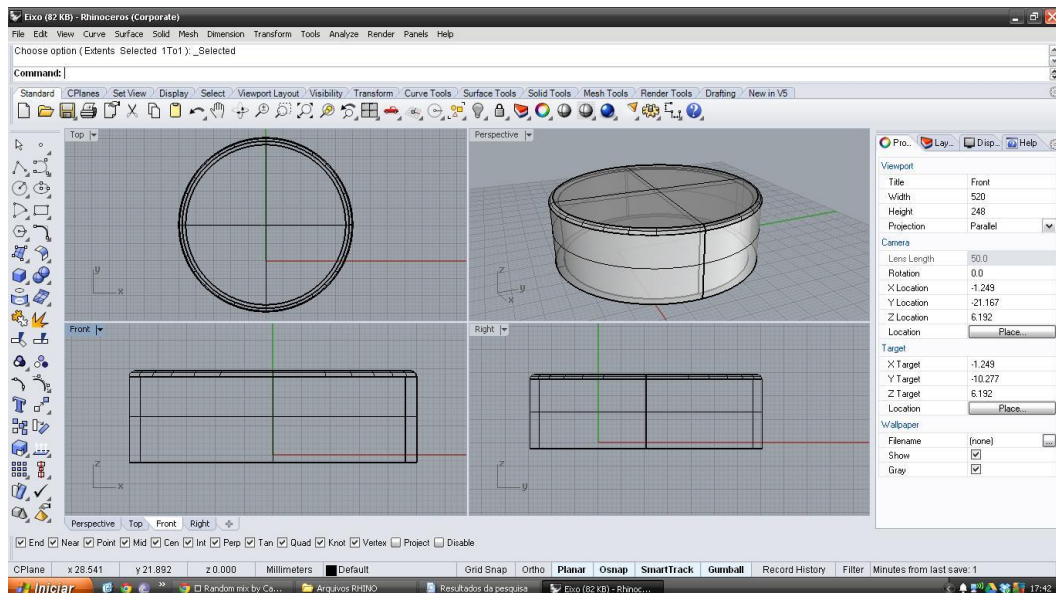 Eixo (82 KB) - Rhinoceros (Corporate)
File Edit View Curve Surface Solid Mesh Dimension Transform Tools Analyze Render Panels Help
Choose option ( Extents Selected 1To1 ): _Selected
Command:
Standard CPlanes Set View Display Select Viewport Layout Visibility Transform Curve Tools Surface Tools Solid Tools Mesh Tools Render Tools Drafting New in V5
Top
Perspective
Pro... Lay... Disp... Help
Viewport
Title Front
Width 520
Height 248
Projection Parallel
Camera
Lens Length 50.0
Rotation 0.0
X Location -1.249
Y Location -21.167
Z Location 6.192
Location Place...
Target
X Target -1.249
Y Target -10.277
Z Target 6.192
Location Place...
Wallpaper
Filename (none) ...
Show
Gray
y
x
z
y
x
Front
Right
z
x
z
y
Perspective Top Front Right
End Near Point Mid Cen Int Perp Tan Quad Knot Vertex Project Disable
CPlane x 28.541 y 21.892 z 0.000 Millimeters Default Grid Snap Ortho Planar Osnap SmartTrack Gumball Record History Filter Minutes from last save: 1
Iniciar Random mix by Ca... Arquivos RHINO Resultados da pesquisa Eixo (82 KB) - Rhinoc... 17:42